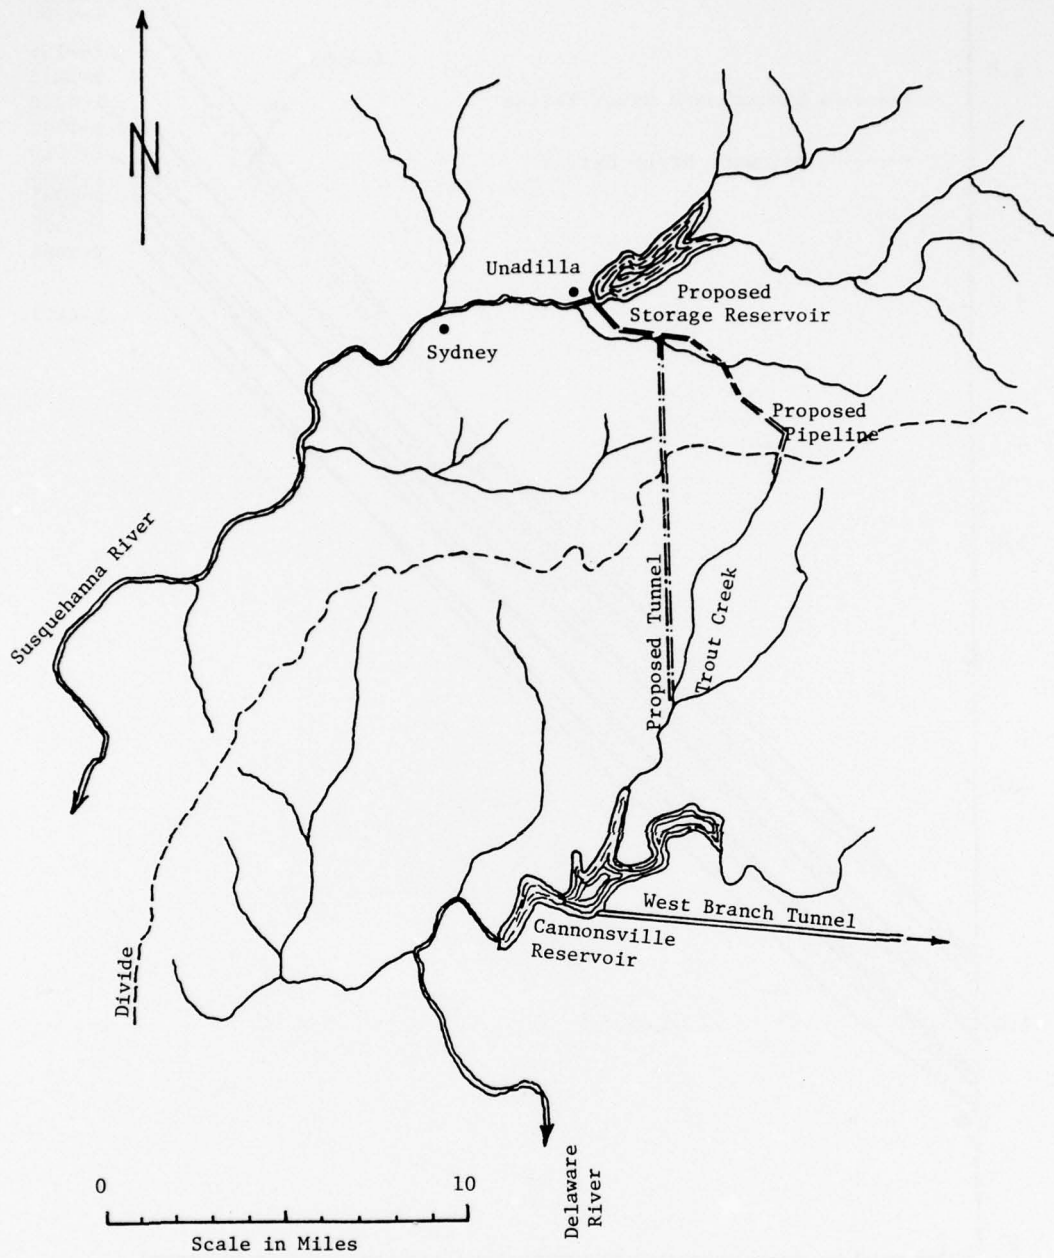 N
Unadilla
Proposed
Storage Reservoir
Sydney
Proposed
Pipeline
Susquehanna River
Proposed Tunnel
Trout Creek
West Branch Tunnel
Cannonsville
Reservoir
Divide
Delaware
River
0 10
Scale in Miles